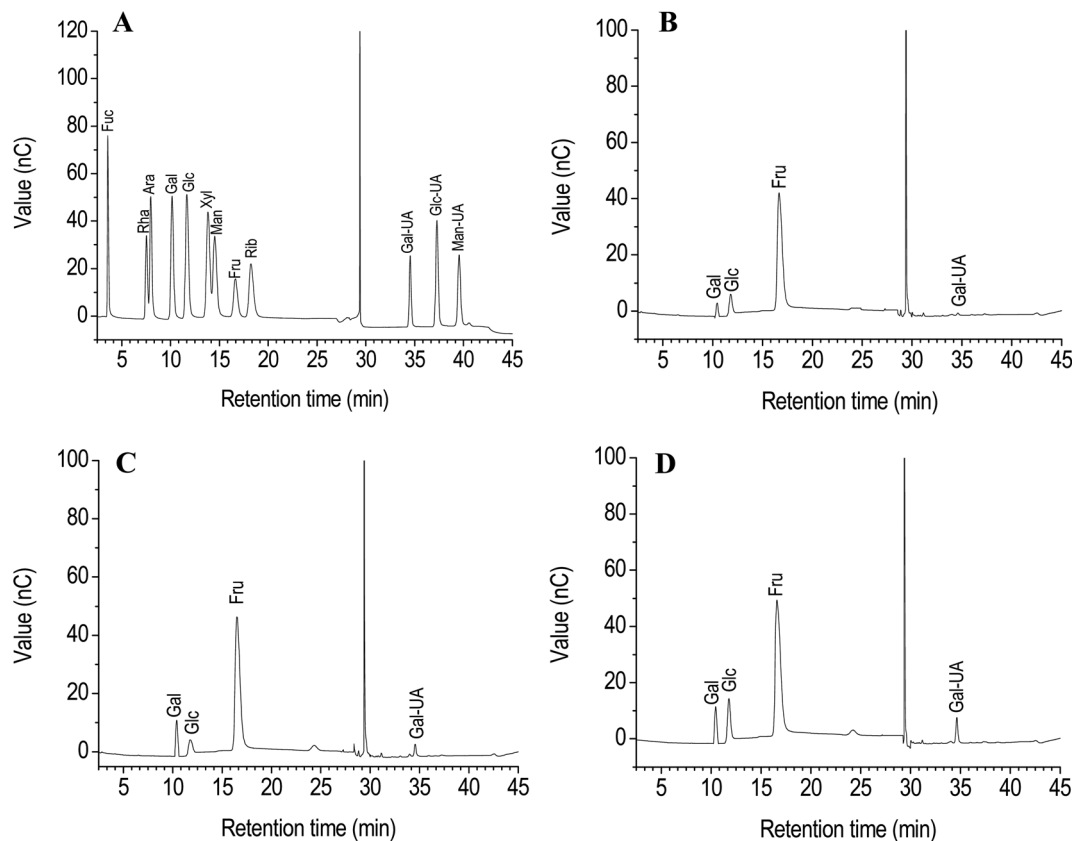 A
Value (nC)
120
100
80
60
40
20
0
Fuc
Rha
Ara
Gal
Glc
Xyl
Man
Fru
Rib
Gal-UA
Glc-UA
Man-UA
5 10 15 20 25 30 35 40 45
Retention time (min)
B
Value (nC)
100
80
60
40
20
0
Gal
Glc
Fru
Gal-UA
5 10 15 20 25 30 35 40 45
Retention time (min)
C
Value (nC)
100
80
60
40
20
0
Gal
Glc
Fru
Gal-UA
5 10 15 20 25 30 35 40 45
Retention time (min)
D
Value (nC)
100
80
60
40
20
0
Gal
Glc
Fru
Gal-UA
5 10 15 20 25 30 35 40 45
Retention time (min)